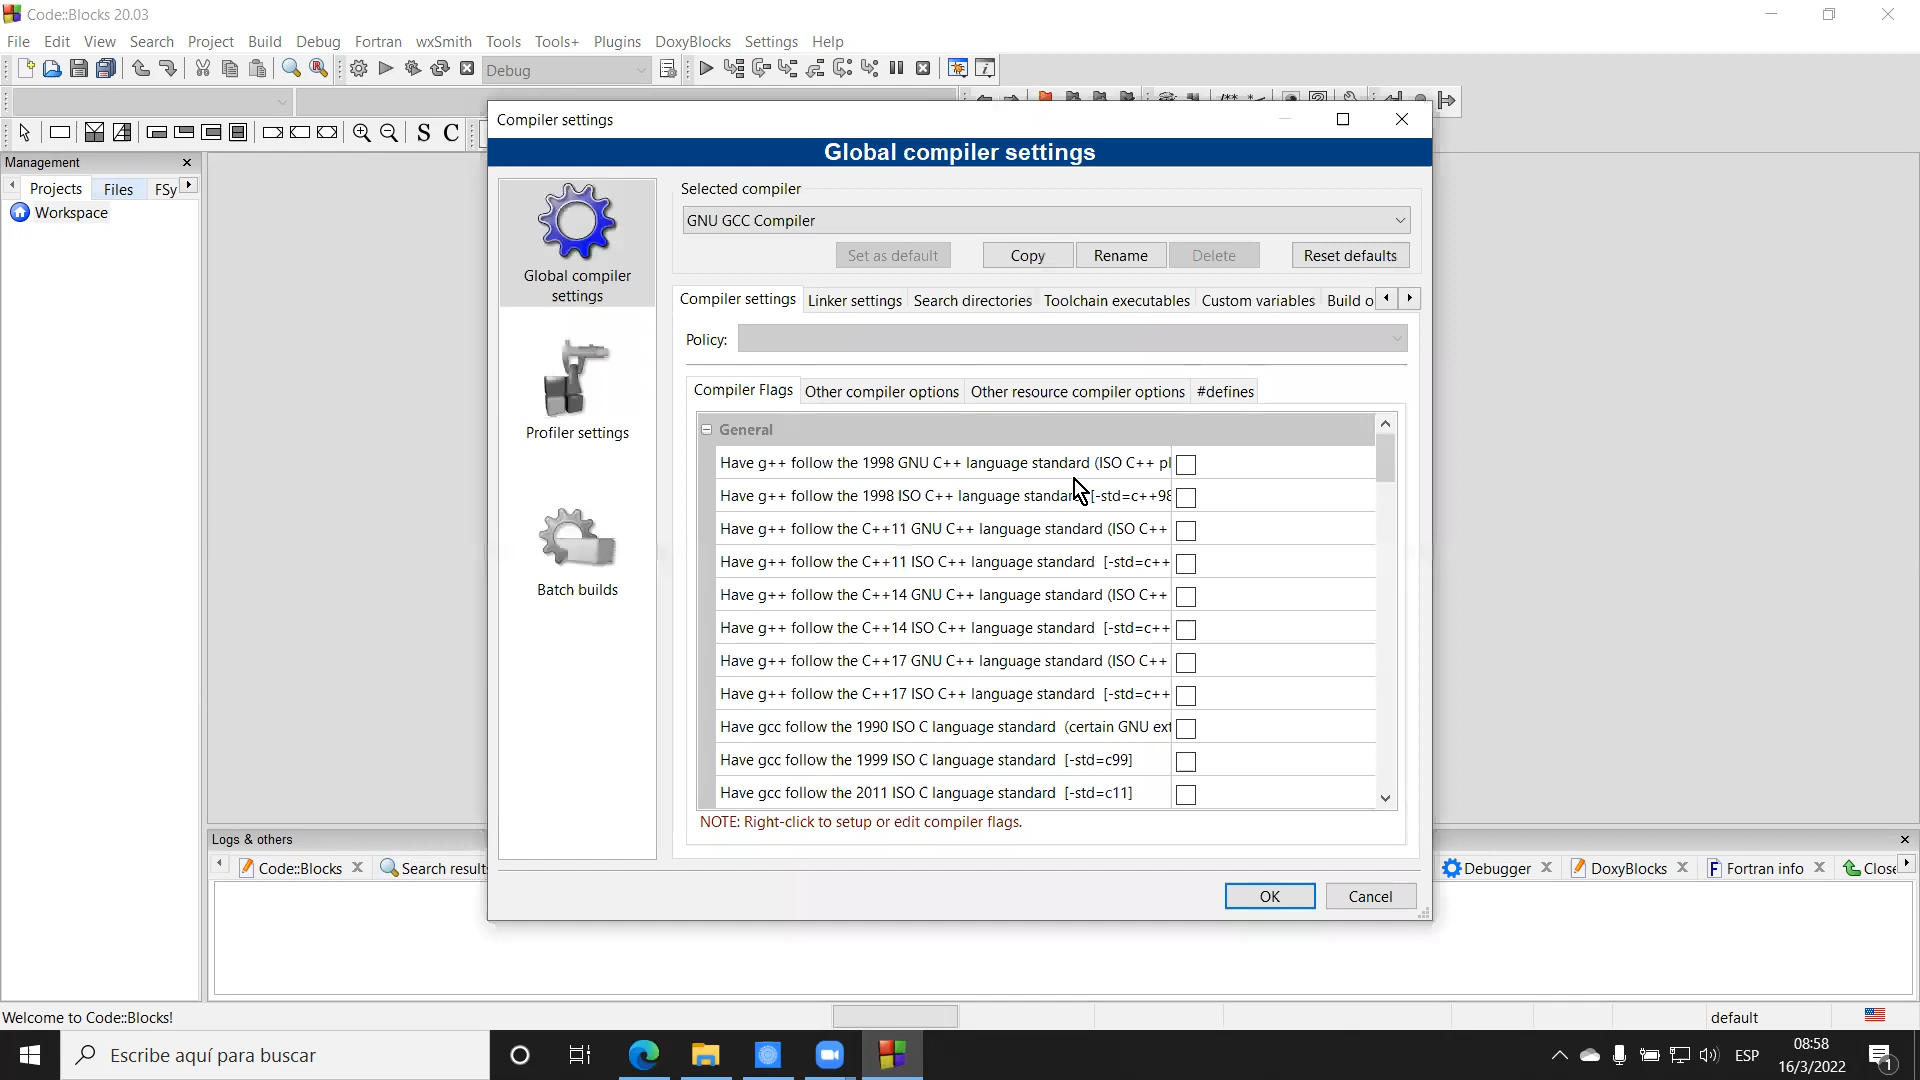 Code::Blocks 20.03
File Edit View Search Project Build Debug Fortran wxSmith Tools Tools+ Plugins DoxyBlocks Settings Help
Debug
S C
Management
Projects Files FSy
Workspace
Compiler settings
Global compiler settings
Global compiler
settings
Profiler settings
Batch builds
Selected compiler
GNU GCC Compiler
Set as default Copy Rename Delete Reset defaults
Compiler settings Linker settings Search directories Toolchain executables Custom variables Build o
Policy:
Compiler Flags Other compiler options Other resource compiler options #defines
General
Have g++ follow the 1998 GNU C++ language standard (ISO C++ pl
Have g++ follow the 1998 ISO C++ language standard [-std=c++98
Have g++ follow the C++11 GNU C++ language standard (ISO C++
Have g++ follow the C++11 ISO C++ language standard [-std=c++
Have g++ follow the C++14 GNU C++ language standard (ISO C++
Have g++ follow the C++14 ISO C++ language standard [-std=c++
Have g++ follow the C++17 GNU C++ language standard (ISO C++
Have g++ follow the C++17 ISO C++ language standard [-std=c++
Have gcc follow the 1990 ISO C language standard (certain GNU ext
Have gcc follow the 1999 ISO C language standard [-std=c99]
Have gcc follow the 2011 ISO C language standard [-std=c11]
NOTE: Right-click to setup or edit compiler flags.
OK Cancel
Logs & others
Code::Blocks Search results Debugger DoxyBlocks Fortran info Close
Welcome to Code::Blocks!
default
Escribe aquí para buscar
ESP
08:58
16/3/2022
1